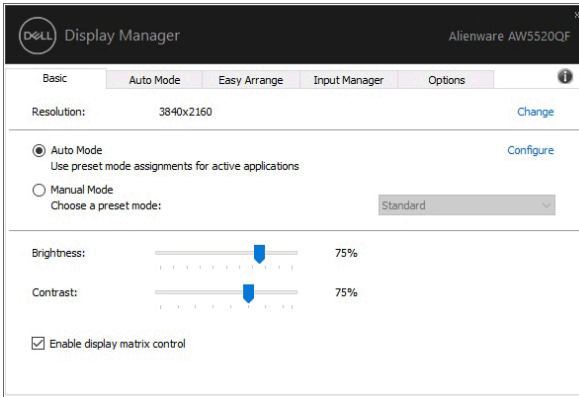 DELL Display Manager
Alienware AW5520QF
Basic
Auto Mode
Easy Arrange
Input Manager
Options
Resolution:
3840x2160
Change
Auto Mode
Configure
Use preset mode assignments for active applications
Manual Mode
Choose a preset mode:
Standard
Brightness:
75%
Contrast:
75%
Enable display matrix control